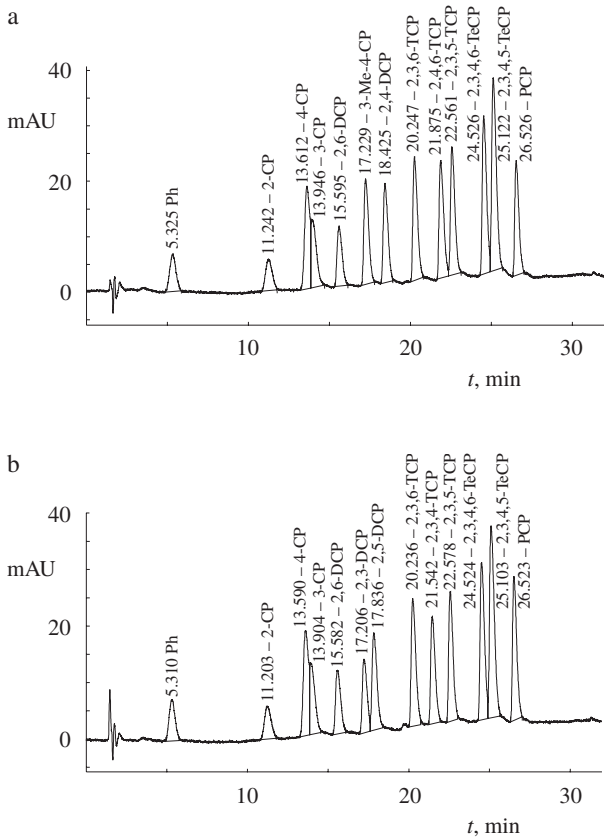 a
40
mAU
20
0
5.325 Ph
11.242 – 2-CP
13.612 – 4-CP
13.946 – 3-CP
15.595 – 2,6-DCP
17.229 – 3-Me-4-CP
18.425 – 2,4-DCP
20.247 – 2,3,6-TCP
21.875 – 2,4,6-TCP
22.561 – 2,3,5-TCP
24.526 – 2,3,4,6-TeCP
25.122 – 2,3,4,5-TeCP
26.526 – PCP
10
20
30
t, min
b
40
mAU
20
0
5.310 Ph
11.203 – 2-CP
13.590 – 4-CP
13.904 – 3-CP
15.582 – 2,6-DCP
17.206 – 2,3-DCP
17.836 – 2,5-DCP
20.236 – 2,3,6-TCP
21.542 – 2,3,4-TCP
22.578 – 2,3,5-TCP
24.524 – 2,3,4,6-TeCP
25.103 – 2,3,4,5-TeCP
26.523 – PCP
10
20
30
t, min